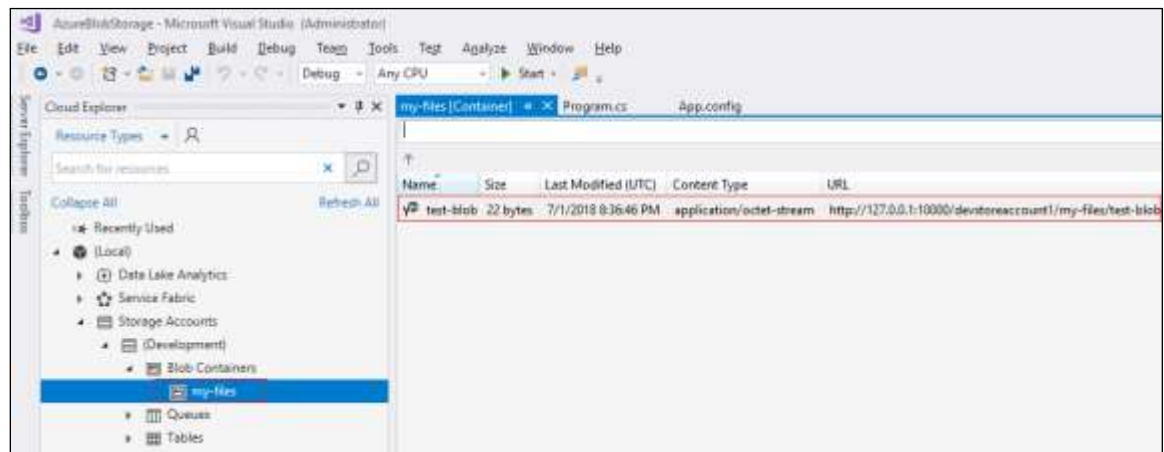 AzureBlobStorage - Microsoft Visual Studio (Administrator)
File Edit View Project Build Debug Team Tools Test Analyze Window Help
Debug Any CPU Start
Server Explorer
Toolbox
Cloud Explorer
Resource Types
Search for resources
Collapse All Refresh All
Recently Used
(Local)
Data Lake Analytics
Service Fabric
Storage Accounts
(Development)
Blob Containers
my-files
Queues
Tables
my-files [Container] Program.cs App.config
Name Size Last Modified (UTC) Content Type URL
test-blob 22 bytes 7/1/2018 8:36:46 PM application/octet-stream http://127.0.0.1:10000/devstoreaccount1/my-files/test-blob